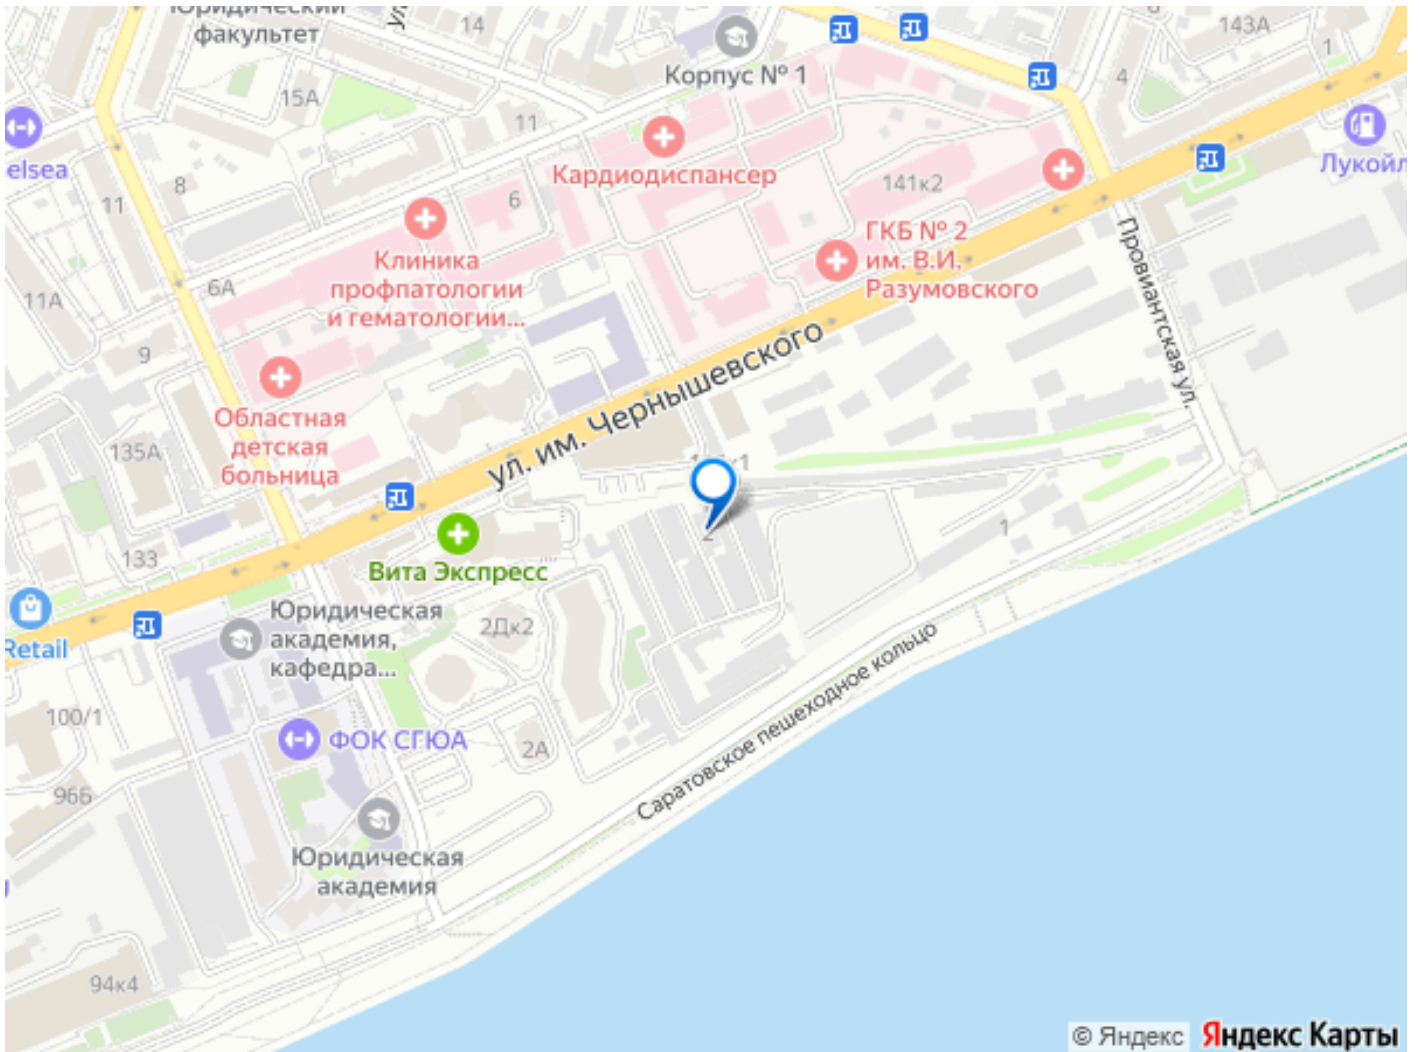 Юридический
факультет
ул
14
143А
1
Корпус № 1
4
15А
11
elsea
Лукойл
Кардиодиспансер
8
141к2
6
11
ГКБ № 2
им. В.И.
Разумовского
Клиника
профпатологии
и гематологии...
Провиантская ул.
6А
11А
9
ул. им. Чернышевского
Областная
детская
больница
135А
2
1
133
Вита Экспресс
Юридическая
академия,
кафедра...
2Дк2
Retail
Саратовское пешеходное кольцо
100/1
ФОК СГЮА
2А
96Б
Юридическая
академия
94к4
© Яндекс Яндекс Карты